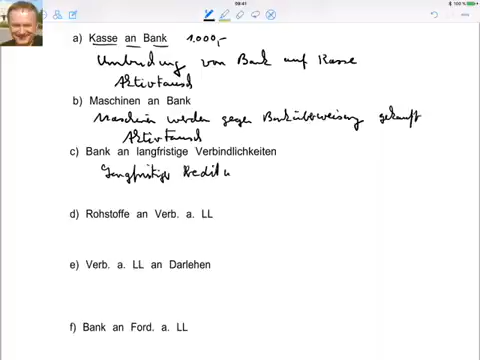 09:41
a) Kasse an Bank 1.000,-
Umbuchung von Bank auf Kasse
Aktivtausch
b) Maschinen an Bank
Maschinen werden gegen Banküberweisung gekauft
Aktivtausch
c) Bank an langfristige Verbindlichkeiten
Langfristiger Kredit
d) Rohstoffe an Verb. a. LL
e) Verb. a. LL an Darlehen
f) Bank an Ford. a. LL